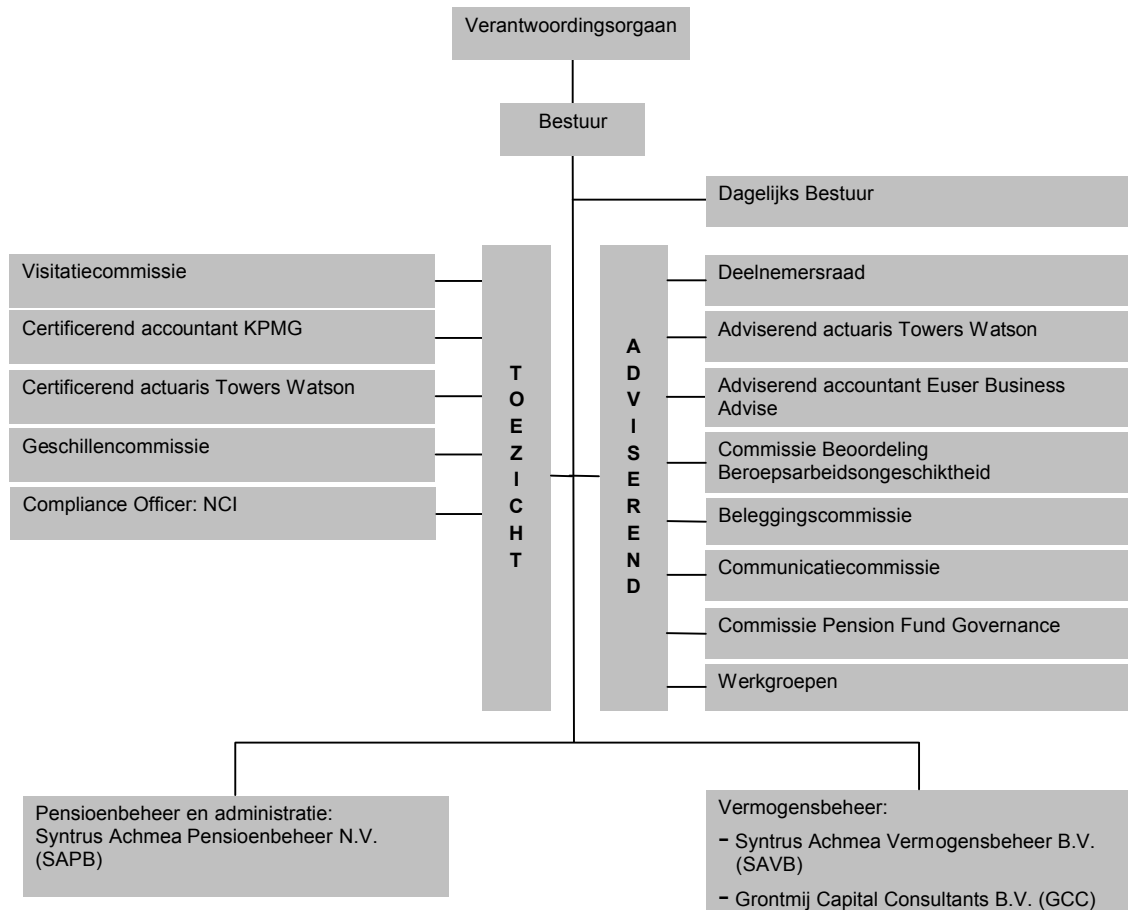 Verantwoordingsorgaan
Bestuur
Dagelijks Bestuur
Visitatiecommissie
Certificerend accountant KPMG
Certificerend actuaris Towers Watson
Geschillencommissie
Compliance Officer: NCI
T
O
E
Z
I
C
H
T
A
D
V
I
S
E
R
E
N
D
Deelnemersraad
Adviserend actuaris Towers Watson
Adviserend accountant Euser Business
Advise
Commissie Beoordeling
Beroepsarbeidsongeschiktheid
Beleggingscommissie
Communicatiecommissie
Commissie Pension Fund Governance
Werkgroepen
Pensioenbeheer en administratie:
Syntrus Achmea Pensioenbeheer N.V.
(SAPB)
Vermogensbeheer:
- Syntrus Achmea Vermogensbeheer B.V.
(SAVB)
- Grontmij Capital Consultants B.V. (GCC)